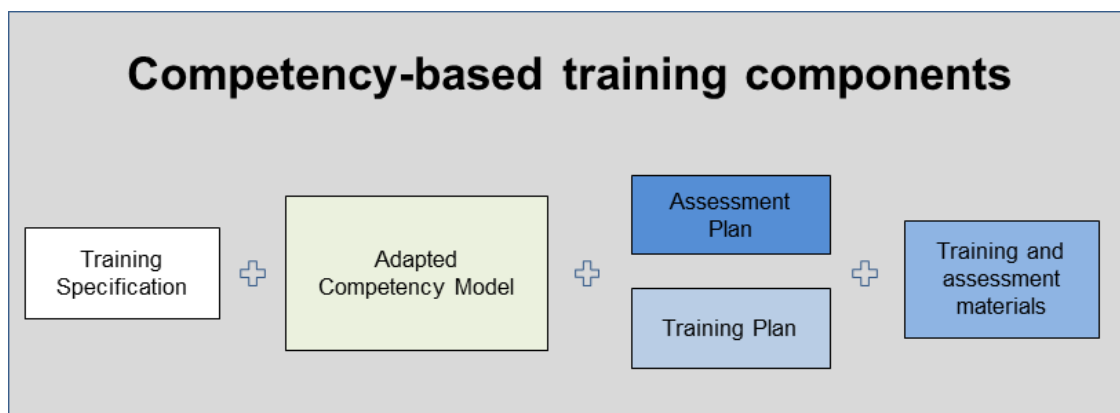 Competency-based training components
Training
Specification
Adapted
Competency Model
Assessment
Plan
Training Plan
Training and
assessment
materials